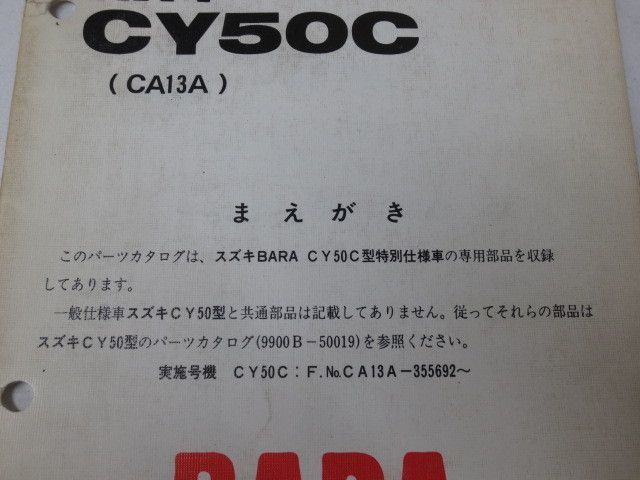 CY50C
(CA13A)
まえがき
このパーツカタログは、スズキBARA CY50C型特別仕様車の専用部品を収録
してあります。
一般仕様車スズキCY50型と共通部品は記載してありません。従ってそれらの部品は
スズキCY50型のパーツカタログ(9900B-50019)を参照ください。
実施号機 CY50C:F.No.CA13A-355692~
BARA